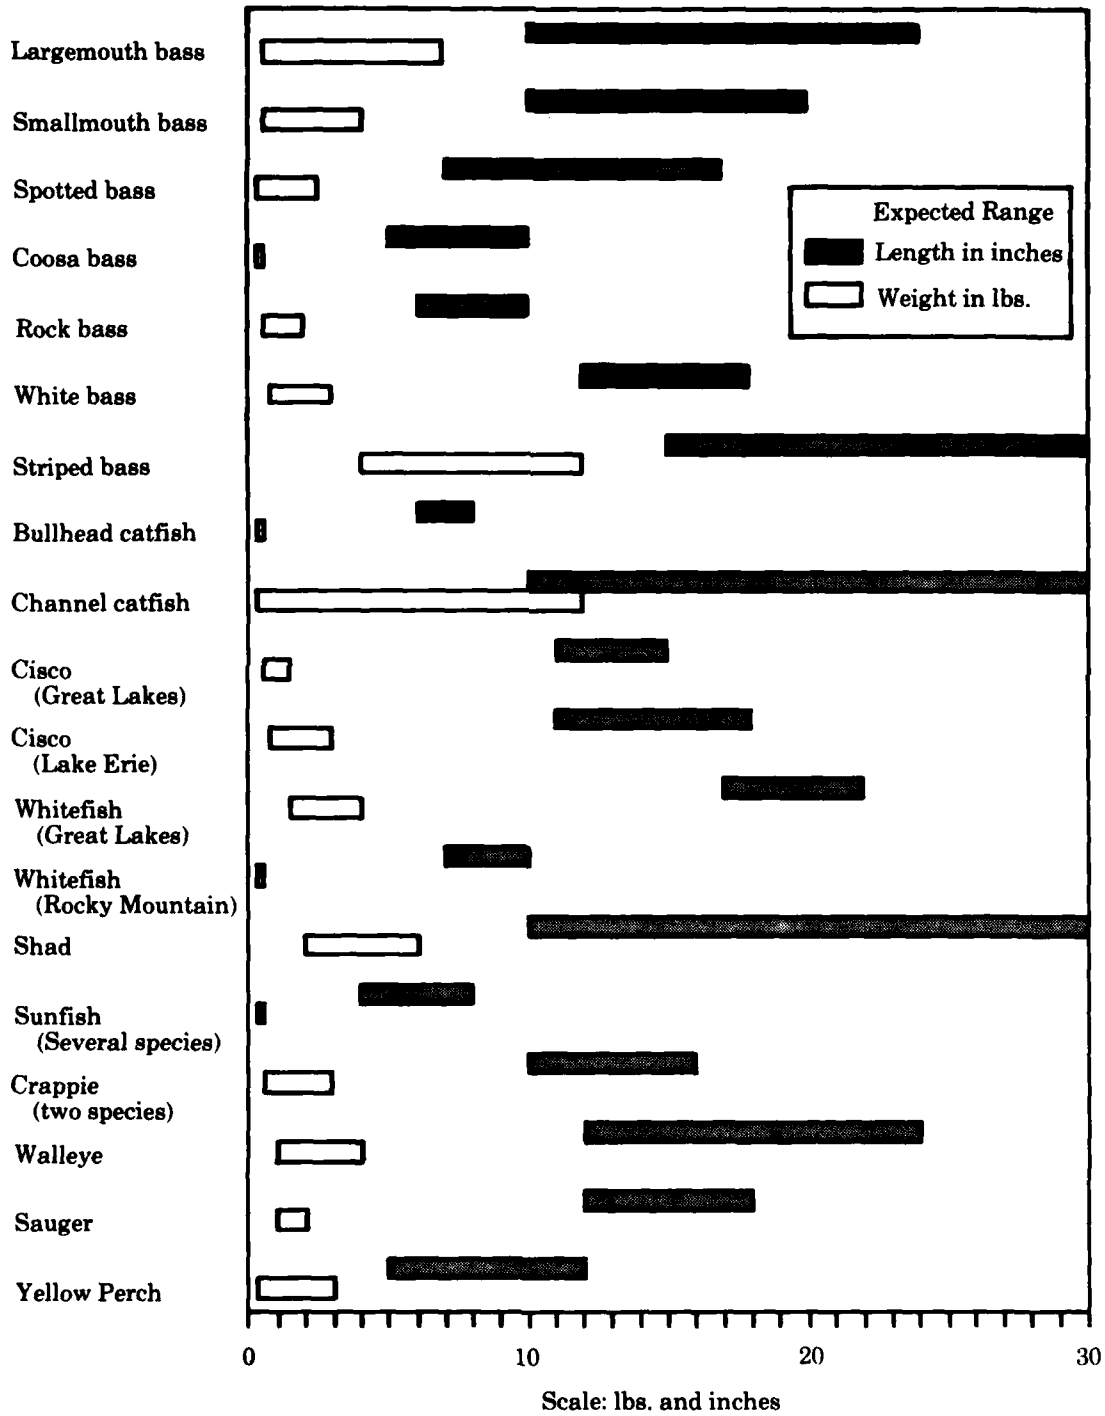 Largemouth bass
Smallmouth bass
Spotted bass
Expected Range
Length in inches
Weight in lbs.
Coosa bass
Rock bass
White bass
Striped bass
Bullhead catfish
Channel catfish
Cisco
(Great Lakes)
Cisco
(Lake Erie)
Whitefish
(Great Lakes)
Whitefish
(Rocky Mountain)
Shad
Sunfish
(Several species)
Crappie
(two species)
Walleye
Sauger
Yellow Perch
0 10 20 30
Scale: lbs. and inches